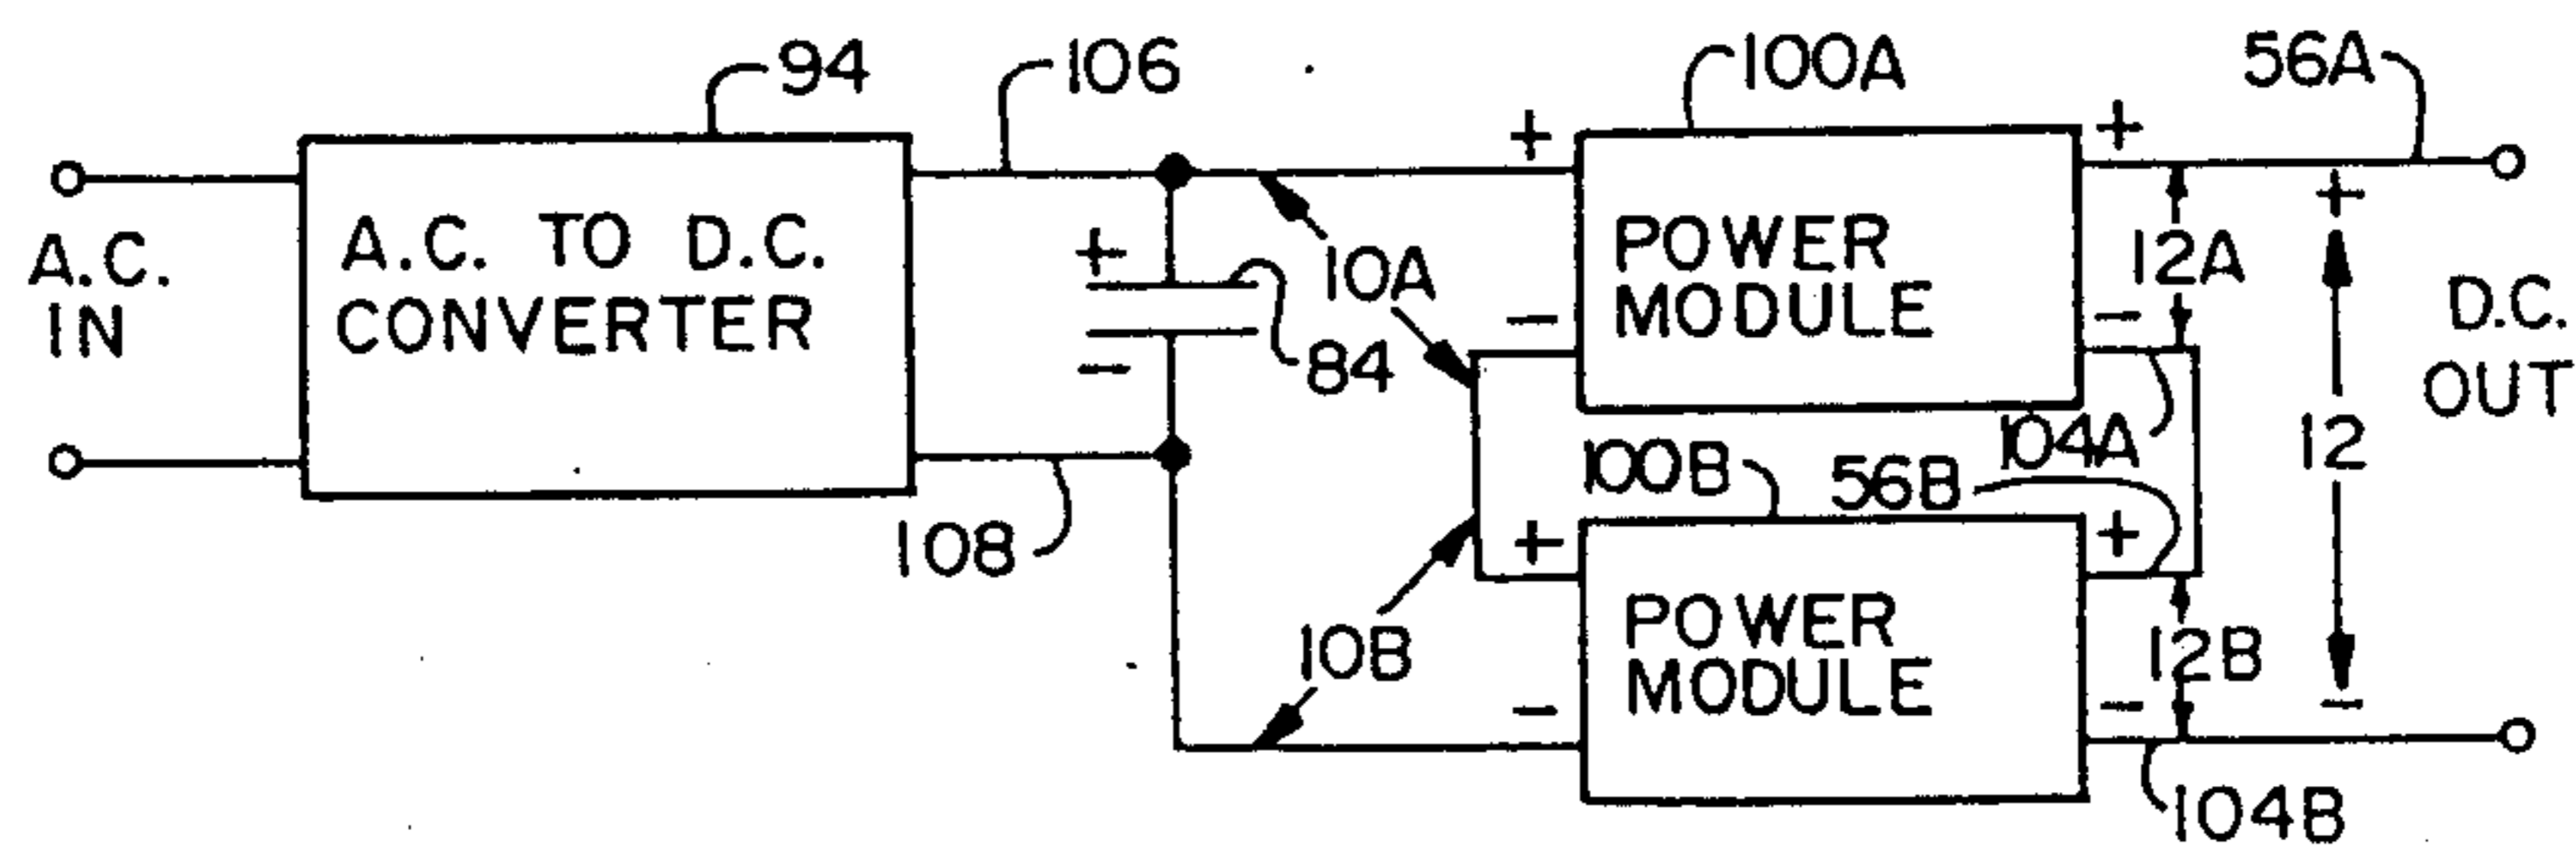 94
106
100A
56A
A.C.
IN
A.C. TO D.C.
CONVERTER
+
-
84
108
10A
10B
+
-
POWER
MODULE
+
-
12A
104A
100B
56B
+
-
POWER
MODULE
+
-
12B
104B
+
12
-
D.C.
OUT